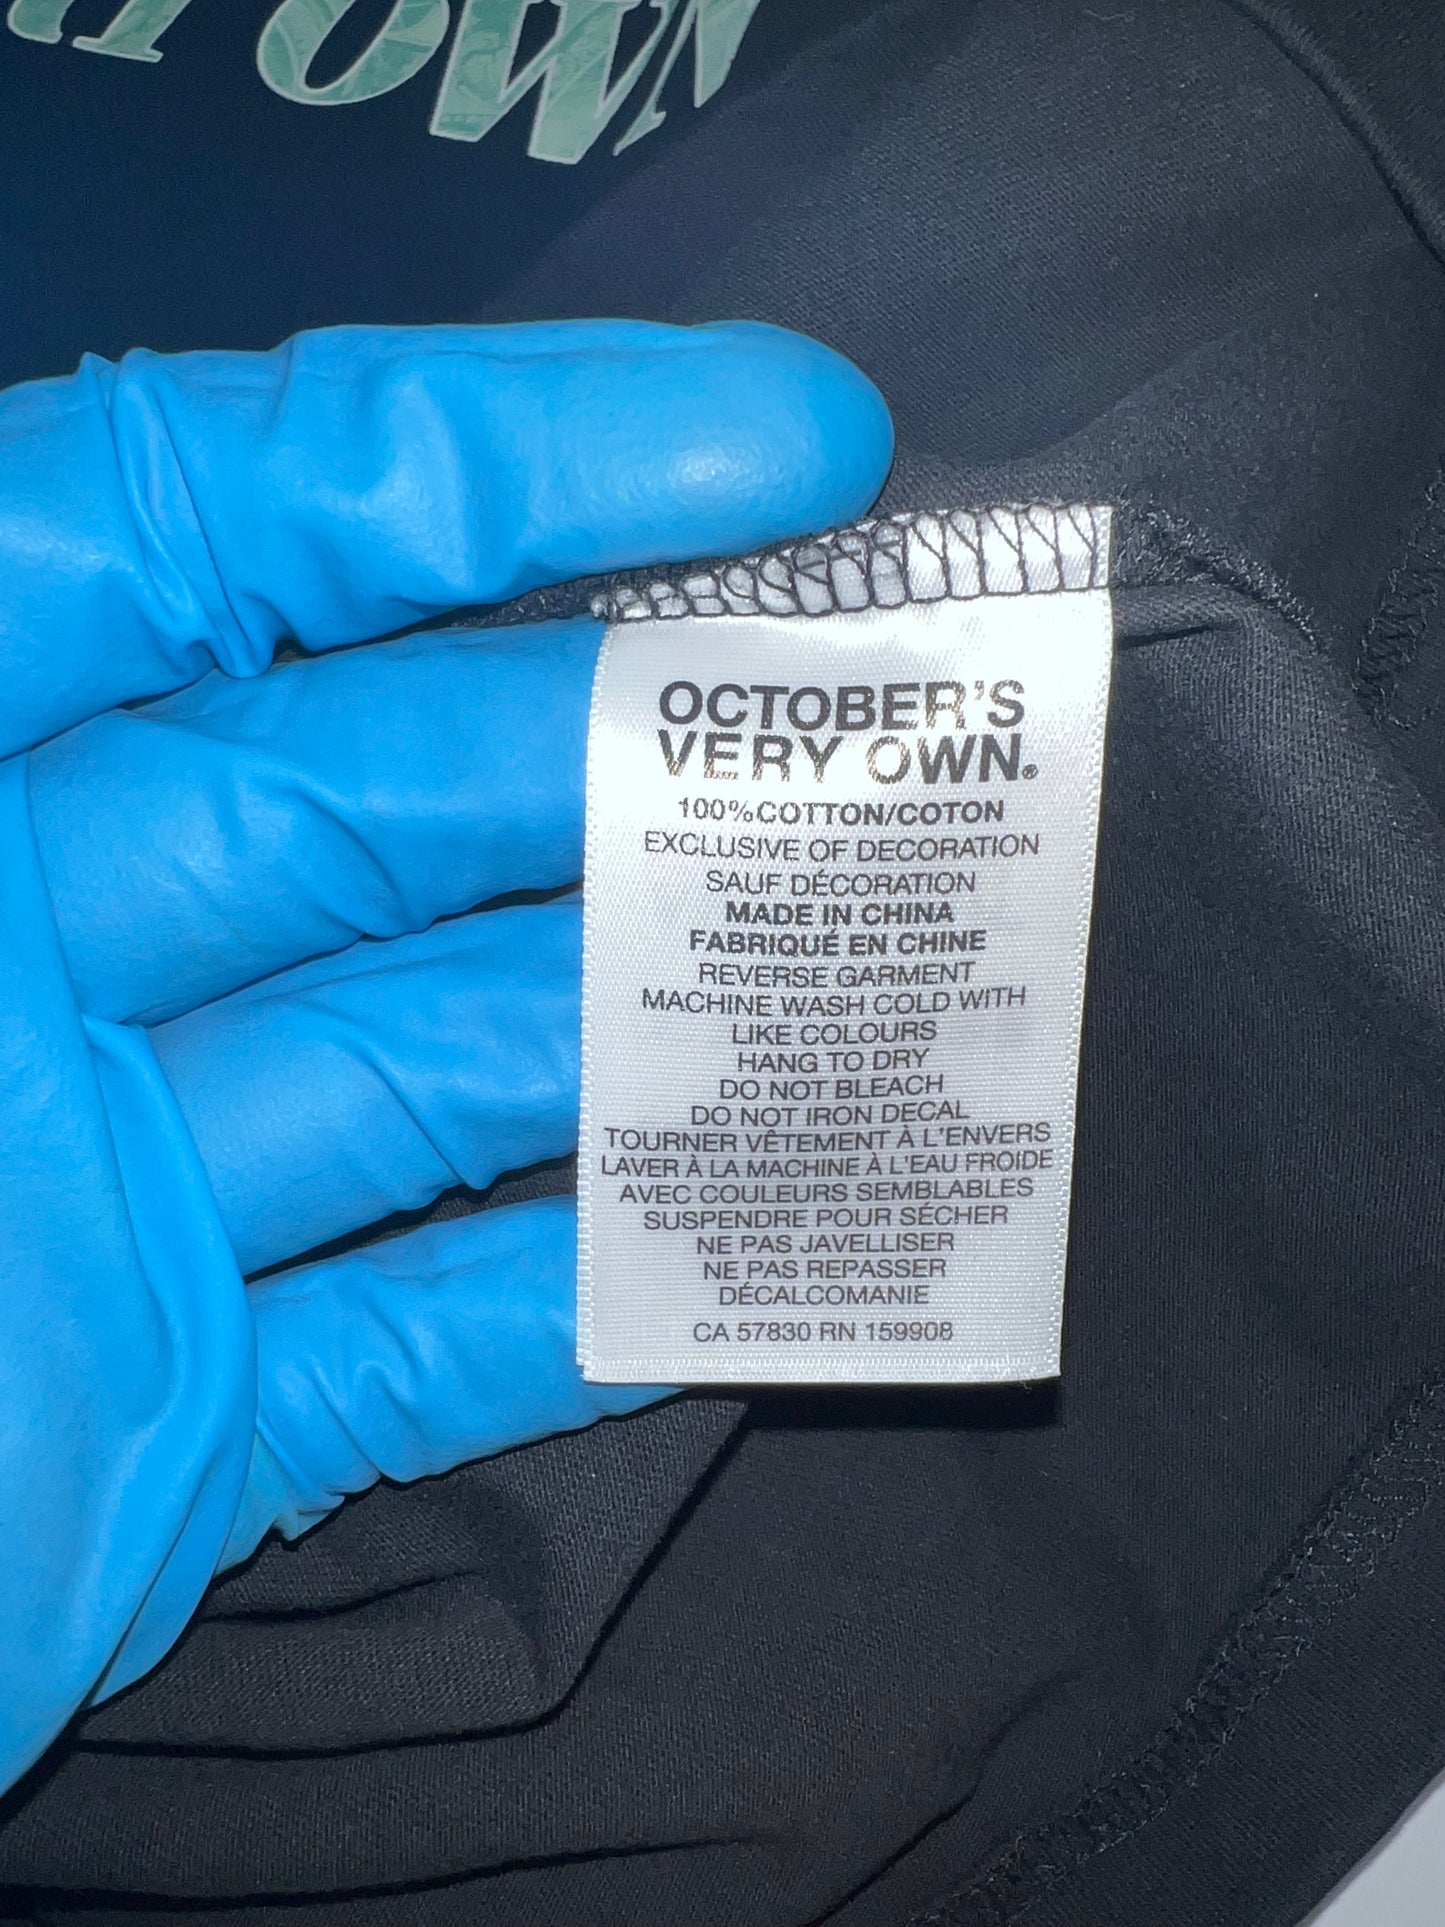 OWN
OCTOBER'S
VERY OWN.®
100%COTTON/COTON
EXCLUSIVE OF DECORATION
SAUF DÉCORATION
MADE IN CHINA
FABRIQUÉ EN CHINE
REVERSE GARMENT
MACHINE WASH COLD WITH
LIKE COLOURS
HANG TO DRY
DO NOT BLEACH
DO NOT IRON DECAL
TOURNER VÊTEMENT À L'ENVERS
LAVER À LA MACHINE À L'EAU FROIDE
AVEC COULEURS SEMBLABLES
SUSPENDRE POUR SÉCHER
NE PAS JAVELLISER
NE PAS REPASSER
DÉCALCOMANIE
CA 57830 RN 159908